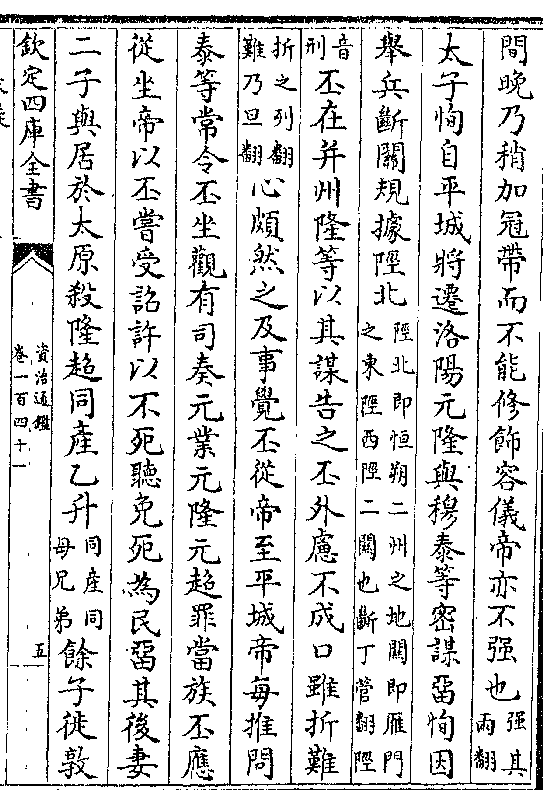 間晚乃稍加冠帶而不能修飾容儀帝亦不强也强其兩翻
太子恂自平城將遷洛陽元隆與穆泰等密謀畱恂因
舉兵斷關規據陘北陘北即恒朔二州之地關即雁門之東陘西陘二關也斷丁管翻陘
音刑丕在并州隆等以其謀告之丕外慮不成口雖折難
折之列翻難乃旦翻心頗然之及事覺丕從帝至平城帝每推問
泰等常令丕坐觀有司奏元業元隆元超罪當族丕應
從坐帝以丕嘗受詔許以不死聽免死為民畱其後妻
二子與居於太原殺隆超同產乙升同產同母兄弟餘子徙敦
欽定四庫全書
資治通鑑
卷一百四十一
五